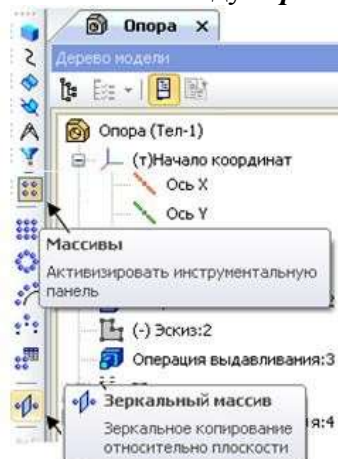 Опора x
Дерево модели
Опора (Тел-1)
(т)Начало координат
Ось X
Ось Y
Массивы
Активизировать инструментальную
панель
(-) Эскиз:2
Операция выдавливания:3
Зеркальный массив
Зеркальное копирование
относительно плоскости